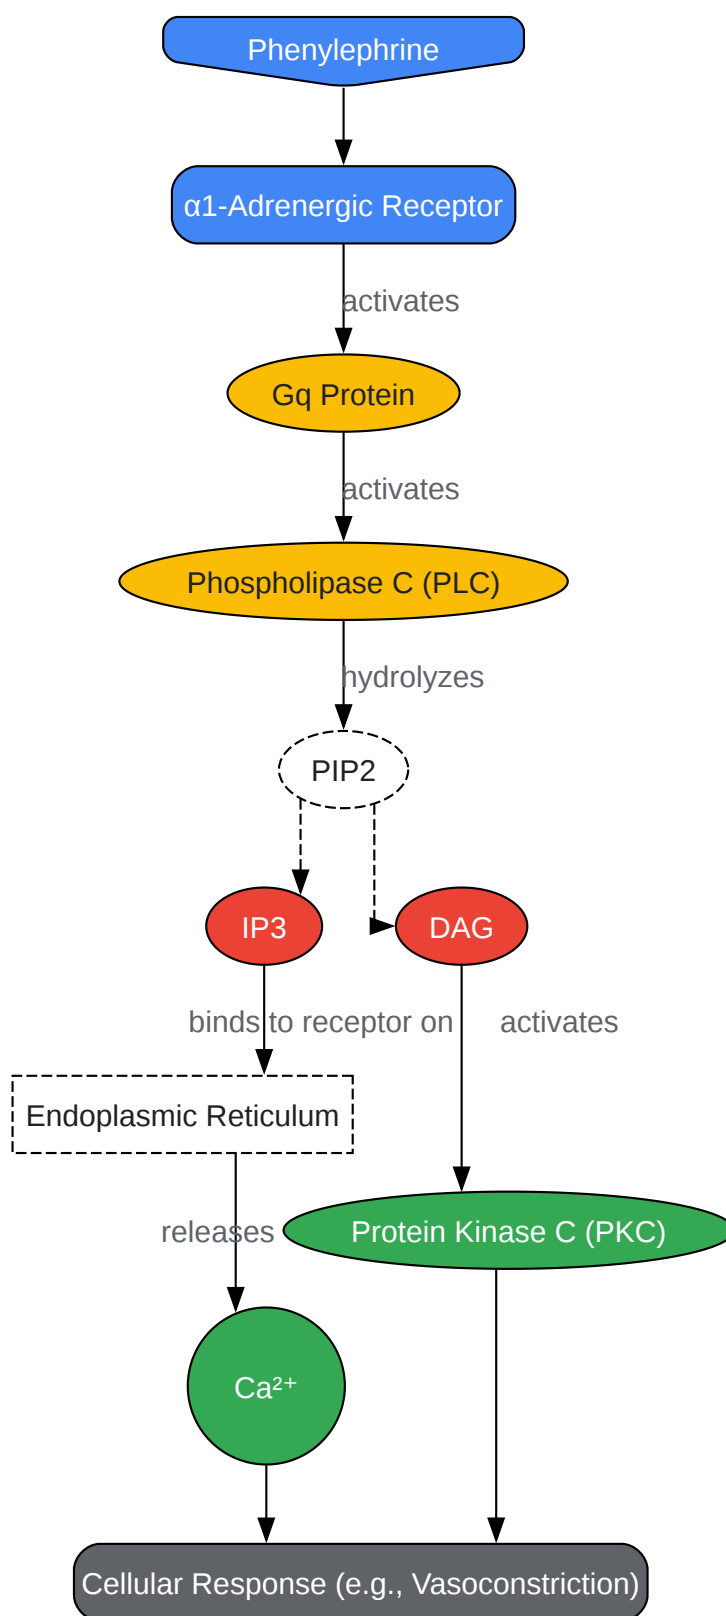 Phenylephrine
α1-Adrenergic Receptor
activates
Gq Protein
activates
Phospholipase C (PLC)
hydrolyzes
PIP2
IP3
DAG
binds to receptor on
activates
Endoplasmic Reticulum
releases
Protein Kinase C (PKC)
Ca²⁺
Cellular Response (e.g., Vasoconstriction)